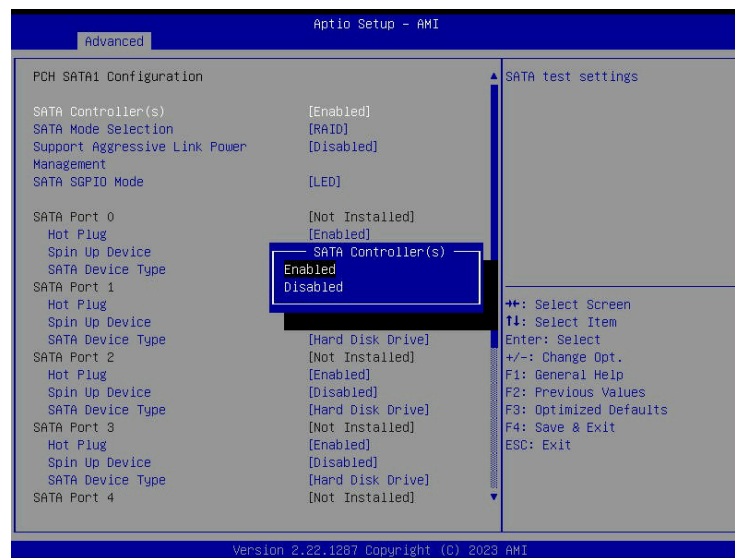 Aptio Setup – AMI
Advanced
PCH SATA1 Configuration
SATA Controller(s) [Enabled]
SATA Mode Selection [RAID]
Support Aggressive Link Power [Disabled]
Management
SATA SGPIO Mode [LED]
SATA Port 0 [Not Installed]
Hot Plug [Enabled]
Spin Up Device
SATA Device Type
SATA Port 1
Hot Plug
Spin Up Device
SATA Device Type [Hard Disk Drive]
SATA Port 2 [Not Installed]
Hot Plug [Enabled]
Spin Up Device [Disabled]
SATA Device Type [Hard Disk Drive]
SATA Port 3 [Not Installed]
Hot Plug [Enabled]
Spin Up Device [Disabled]
SATA Device Type [Hard Disk Drive]
SATA Port 4 [Not Installed]
SATA Controller(s)
Enabled
Disabled
SATA test settings
→←: Select Screen
↑↓: Select Item
Enter: Select
+/-: Change Opt.
F1: General Help
F2: Previous Values
F3: Optimized Defaults
F4: Save & Exit
ESC: Exit
Version 2.22.1287 Copyright (C) 2023 AMI